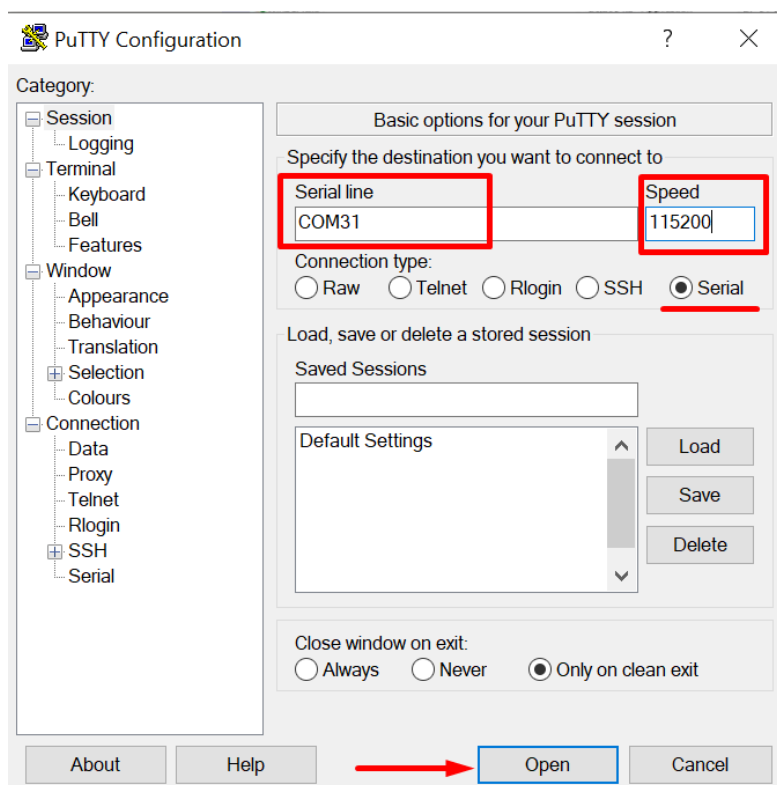 PuTTY Configuration
?
Category:
Session
Logging
Terminal
Keyboard
Bell
Features
Window
Appearance
Behaviour
Translation
Selection
Colours
Connection
Data
Proxy
Telnet
Rlogin
SSH
Serial
Basic options for your PuTTY session
Specify the destination you want to connect to
Serial line Speed
COM31 115200
Connection type:
Raw Telnet Rlogin SSH Serial
Load, save or delete a stored session
Saved Sessions
Default Settings
Load
Save
Delete
Close window on exit:
Always Never Only on clean exit
About Help Open Cancel